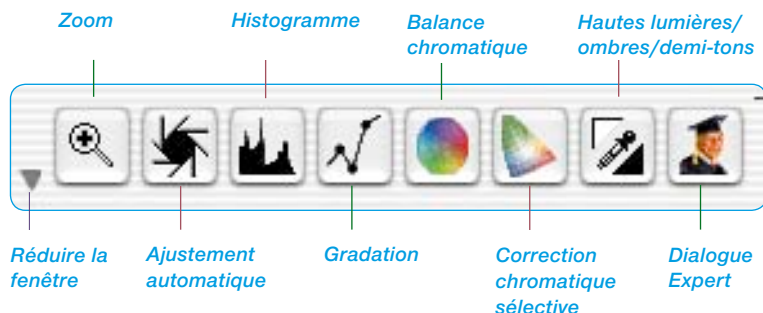 Zoom
Histogramme
Balance
chromatique
Hautes lumières/
ombres/demi-tons
Réduire la
fenêtre
Ajustement
automatique
Gradation
Correction
chromatique
sélective
Dialogue
Expert